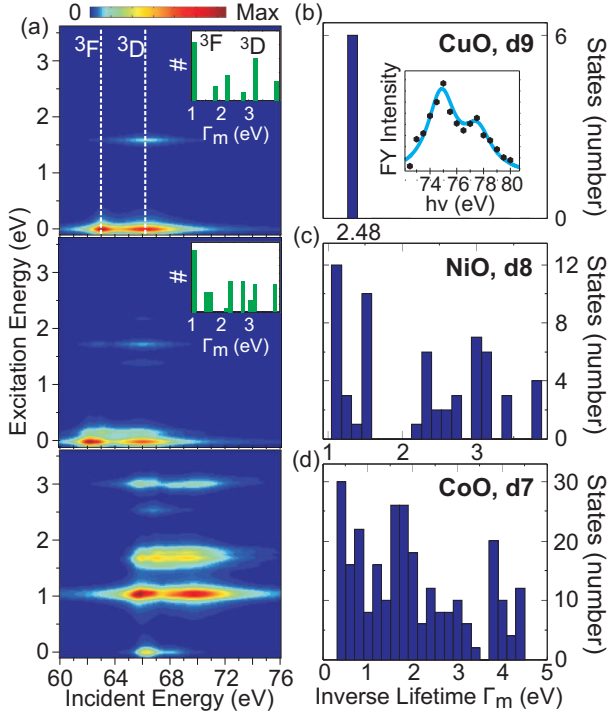 0 Max
(a)
³F ³D
³F ³D
#
1 2 3
Γm (eV)
3
2
1
0
#
1 2 3
Γm (eV)
3
2
1
0
3
2
1
0
Excitation Energy (eV)
60 64 68 72 76
Incident Energy (eV)
(b)
CuO, d9
6
0
States (number)
FY Intensity
74 76 78 80
hν (eV)
2.48
(c)
NiO, d8
12
8
4
0
States (number)
1 2 3
(d)
CoO, d7
30
20
10
0
States (number)
0 1 2 3 4 5
Inverse Lifetime Γm (eV)